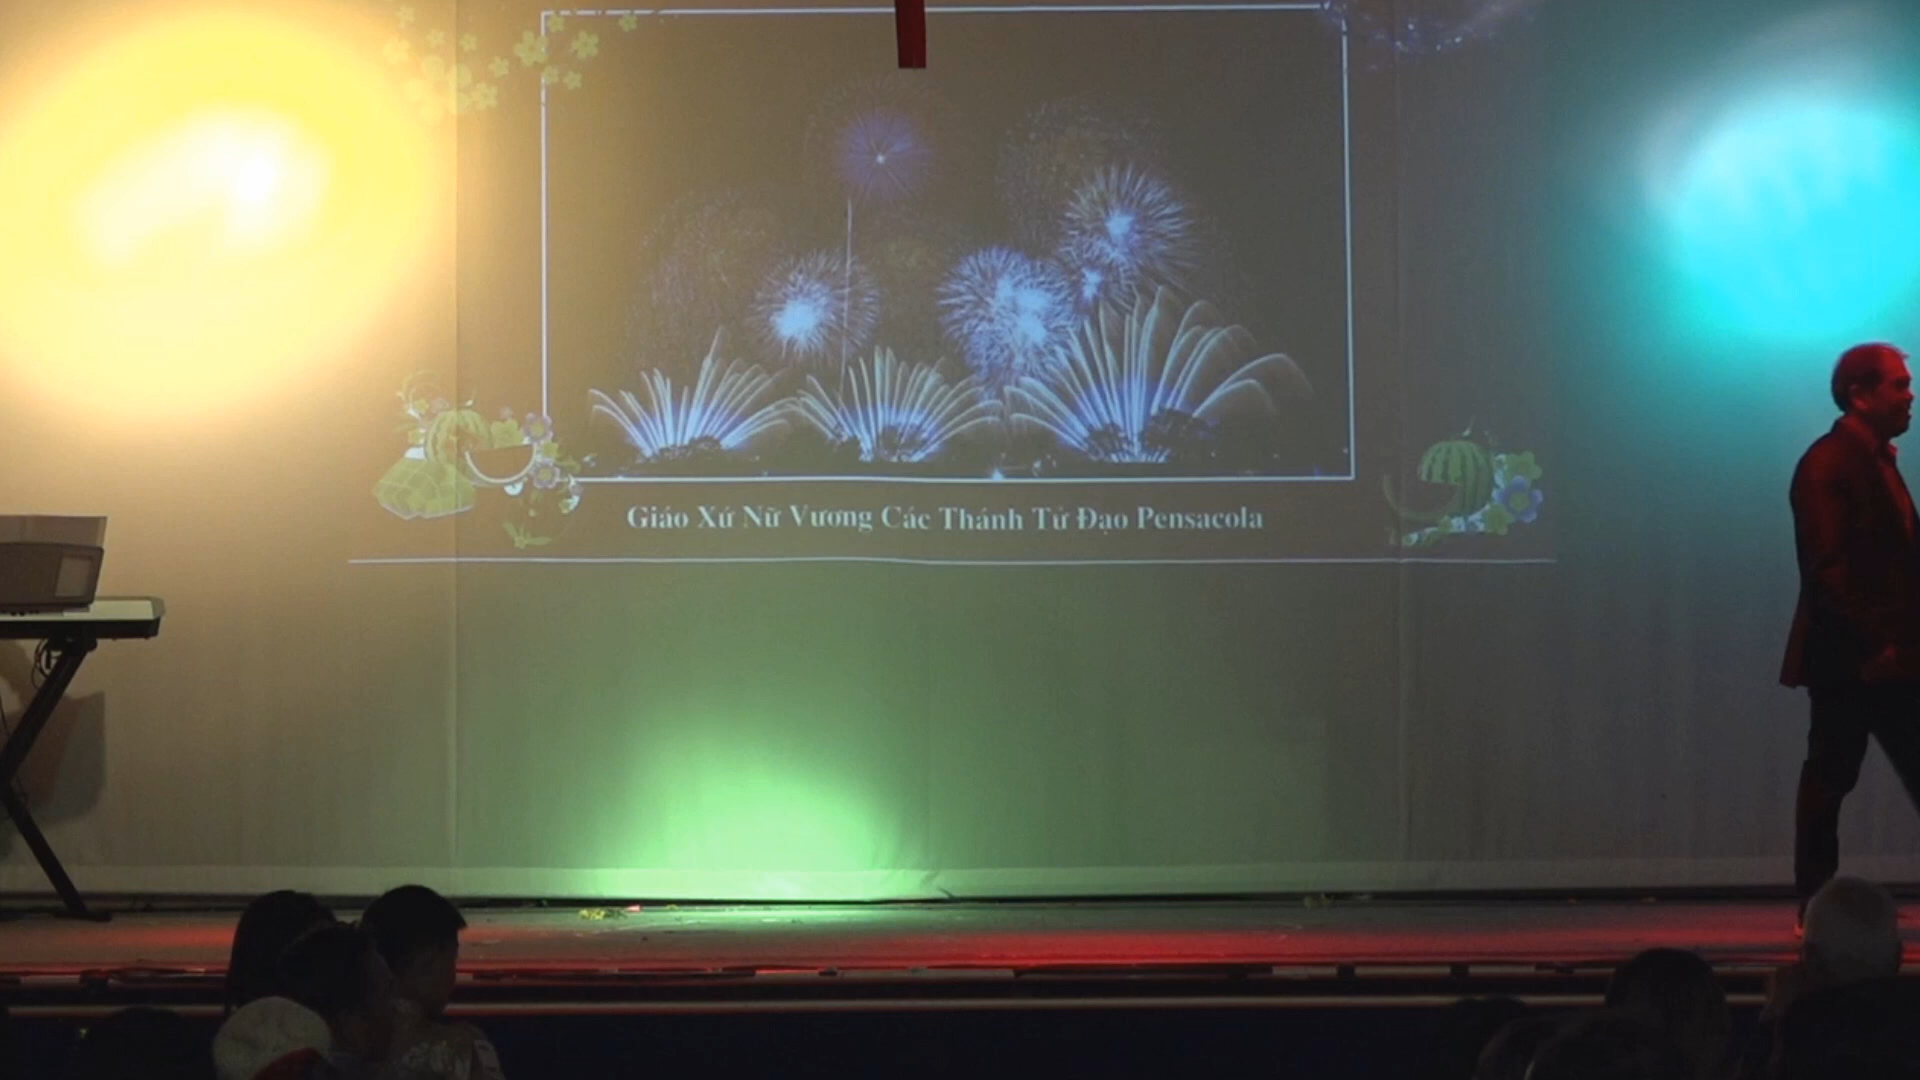 Giáo Xứ Nữ Vương Các Thánh Tử Đạo Pensacola